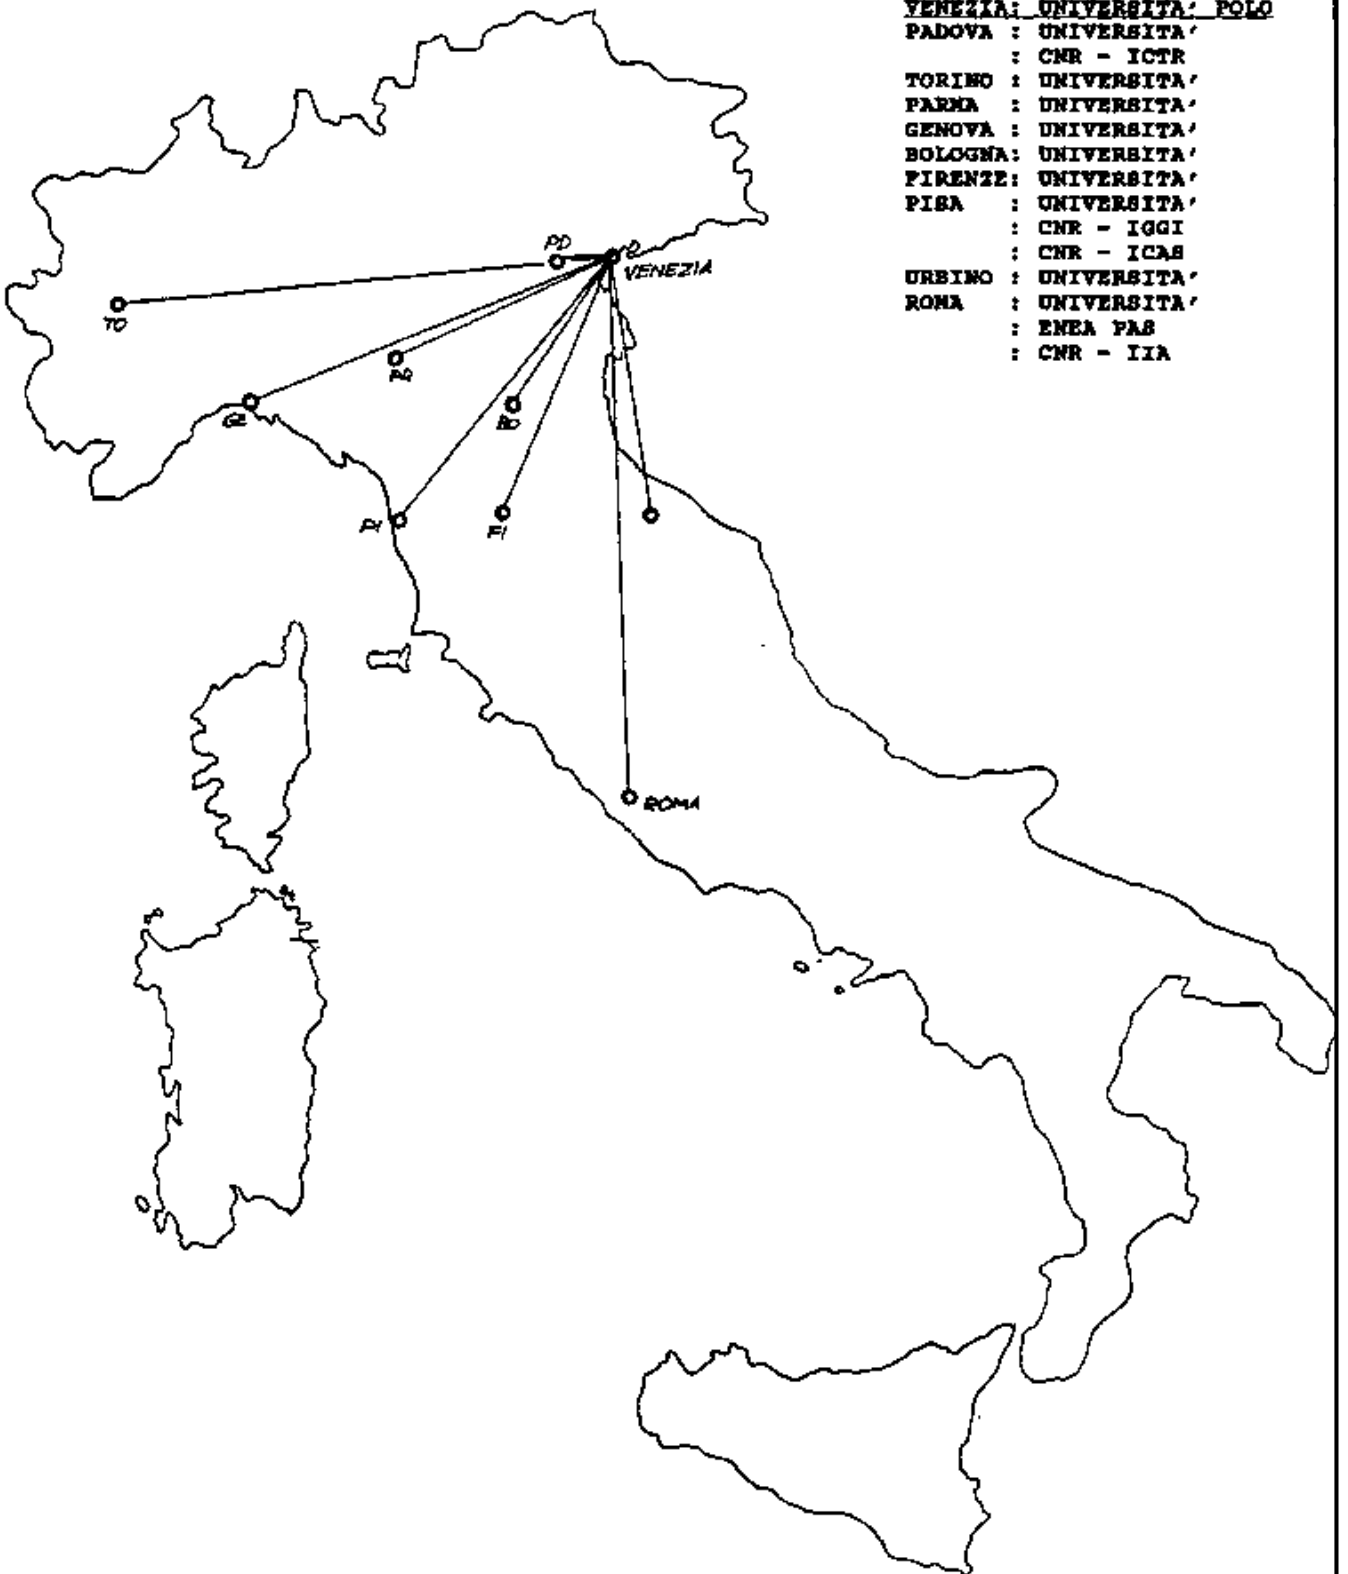 VENEZIA: UNIVERSITA' POLO
PADOVA : UNIVERSITA'
: CNR - ICTR
TORINO : UNIVERSITA'
PARMA : UNIVERSITA'
GENOVA : UNIVERSITA'
BOLOGNA: UNIVERSITA'
FIRENZE: UNIVERSITA'
PISA : UNIVERSITA'
: CNR - IGGI
: CNR - ICAS
URBINO : UNIVERSITA'
ROMA : UNIVERSITA'
: ENEA PAS
: CNR - IIA
PD
VENEZIA
TO
GE
BO
PI
FI
ROMA